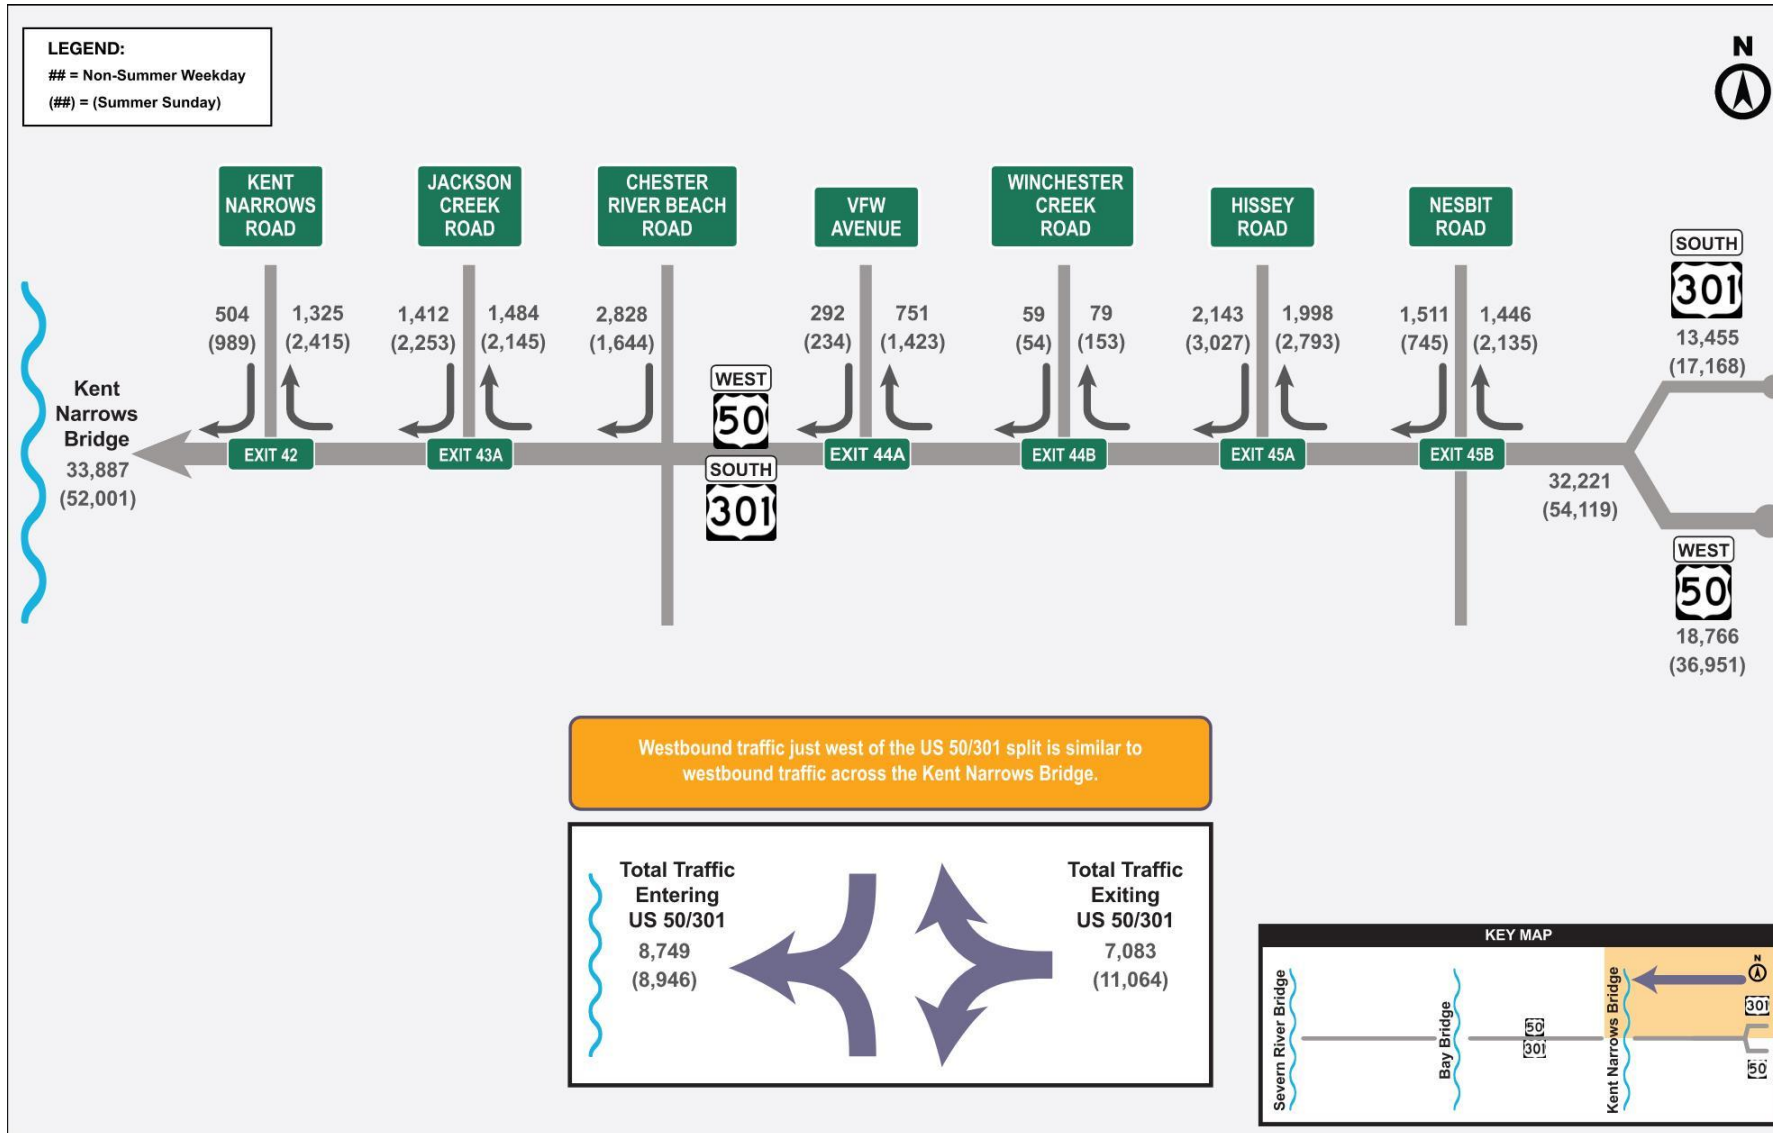 LEGEND:
## = Non-Summer Weekday
(##) = (Summer Sunday)
N
KENT
NARROWS
ROAD
JACKSON
CREEK
ROAD
CHESTER
RIVER BEACH
ROAD
VFW
AVENUE
WINCHESTER
CREEK
ROAD
HISSEY
ROAD
NESBIT
ROAD
SOUTH
301
13,455
(17,168)
504
(989)
1,325
(2,415)
1,412
(2,253)
1,484
(2,145)
2,828
(1,644)
292
(234)
751
(1,423)
59
(54)
79
(153)
2,143
(3,027)
1,998
(2,793)
1,511
(745)
1,446
(2,135)
Kent
Narrows
Bridge
33,887
(52,001)
WEST
50
SOUTH
301
EXIT 42
EXIT 43A
EXIT 44A
EXIT 44B
EXIT 45A
EXIT 45B
32,221
(54,119)
WEST
50
18,766
(36,951)
Westbound traffic just west of the US 50/301 split is similar to
westbound traffic across the Kent Narrows Bridge.
Total Traffic
Entering
US 50/301
8,749
(8,946)
Total Traffic
Exiting
US 50/301
7,083
(11,064)
KEY MAP
Severn River Bridge
Bay Bridge
50
301
Kent Narrows Bridge
N
301
50